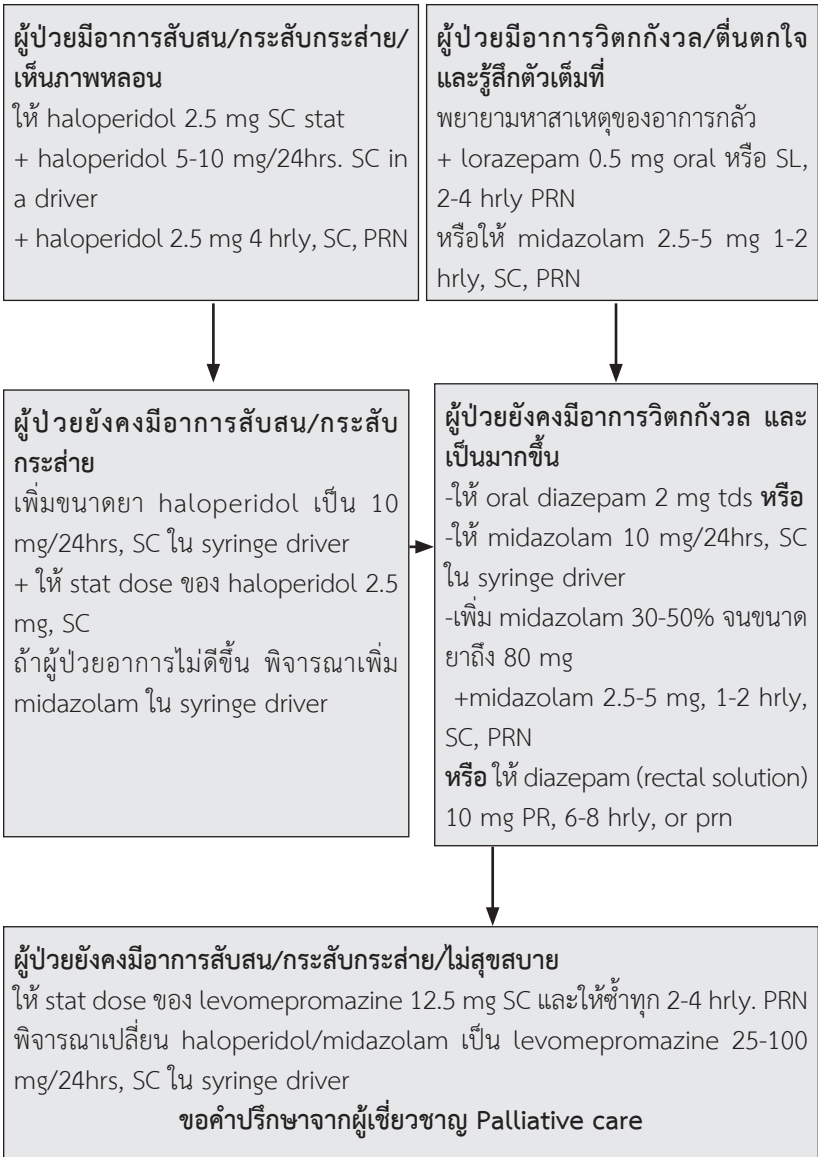 ผู้ป่วยมีอาการสับสน/กระสับกระส่าย/
เห็นภาพหลอน
ให้ haloperidol 2.5 mg SC stat
+ haloperidol 5-10 mg/24hrs. SC in
a driver
+ haloperidol 2.5 mg 4 hrly, SC, PRN
ผู้ป่วยมีอาการวิตกกังวล/ตื่นตกใจ
และรู้สึกตัวเต็มที่
พยายามหาสาเหตุของอาการกลัว
+ lorazepam 0.5 mg oral หรือ SL,
2-4 hrly PRN
หรือให้ midazolam 2.5-5 mg 1-2
hrly, SC, PRN
ผู้ป่วยยังคงมีอาการสับสน/กระสับ
กระส่าย
เพิ่มขนาดยา haloperidol เป็น 10
mg/24hrs, SC ใน syringe driver
+ ให้ stat dose ของ haloperidol 2.5
mg, SC
ถ้าผู้ป่วยอาการไม่ดีขึ้น พิจารณาเพิ่ม
midazolam ใน syringe driver
ผู้ป่วยยังคงมีอาการวิตกกังวล และ
เป็นมากขึ้น
-ให้ oral diazepam 2 mg tds หรือ
-ให้ midazolam 10 mg/24hrs, SC
ใน syringe driver
-เพิ่ม midazolam 30-50% จนขนาด
ยาถึง 80 mg
+midazolam 2.5-5 mg, 1-2 hrly,
SC, PRN
หรือ ให้ diazepam (rectal solution)
10 mg PR, 6-8 hrly, or prn
ผู้ป่วยยังคงมีอาการสับสน/กระสับกระส่าย/ไม่สุขสบาย
ให้ stat dose ของ levomepromazine 12.5 mg SC และให้ซ้ำทุก 2-4 hrly. PRN
พิจารณาเปลี่ยน haloperidol/midazolam เป็น levomepromazine 25-100
mg/24hrs, SC ใน syringe driver
ขอคำปรึกษาจากผู้เชี่ยวชาญ Palliative care